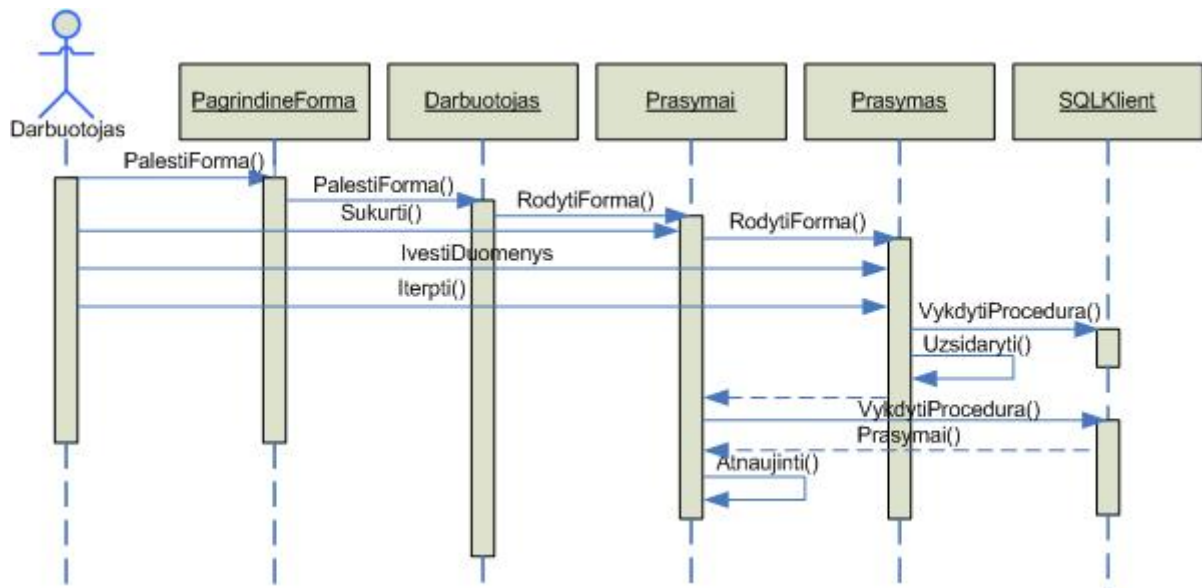 PagrindineForma
Darbuotojas
Prasymai
Prasymas
SQLKlient
Darbuotojas
PalestiForma()
PalestiForma()
RodytiForma()
Sukurti()
RodytiForma()
IvestiDuomenys
Iterpti()
VykdytiProcedura()
Uzsidaryti()
VykdytiProcedura()
Prasymai()
Atnaujinti()